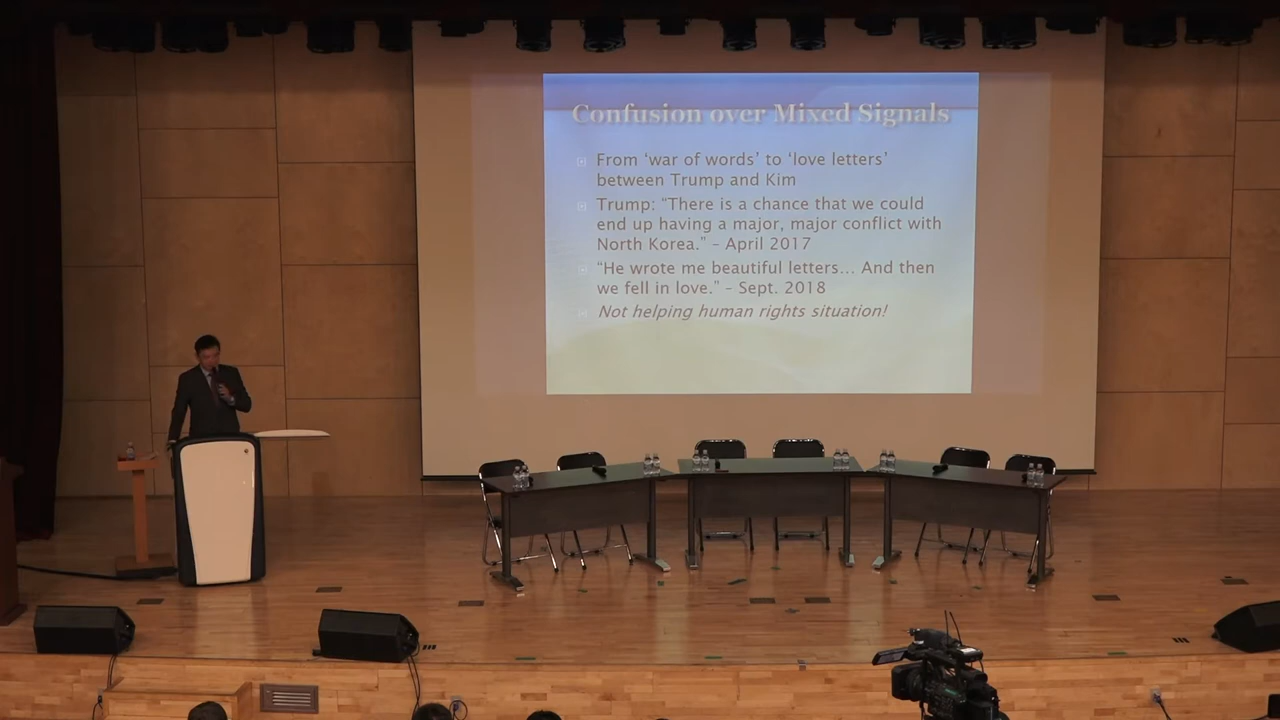 Confusion over Mixed Signals
From ‘war of words’ to ‘love letters’
between Trump and Kim
Trump: “There is a chance that we could
end up having a major, major conflict with
North Korea.” – April 2017
“He wrote me beautiful letters… And then
we fell in love.” – Sept. 2018
Not helping human rights situation!